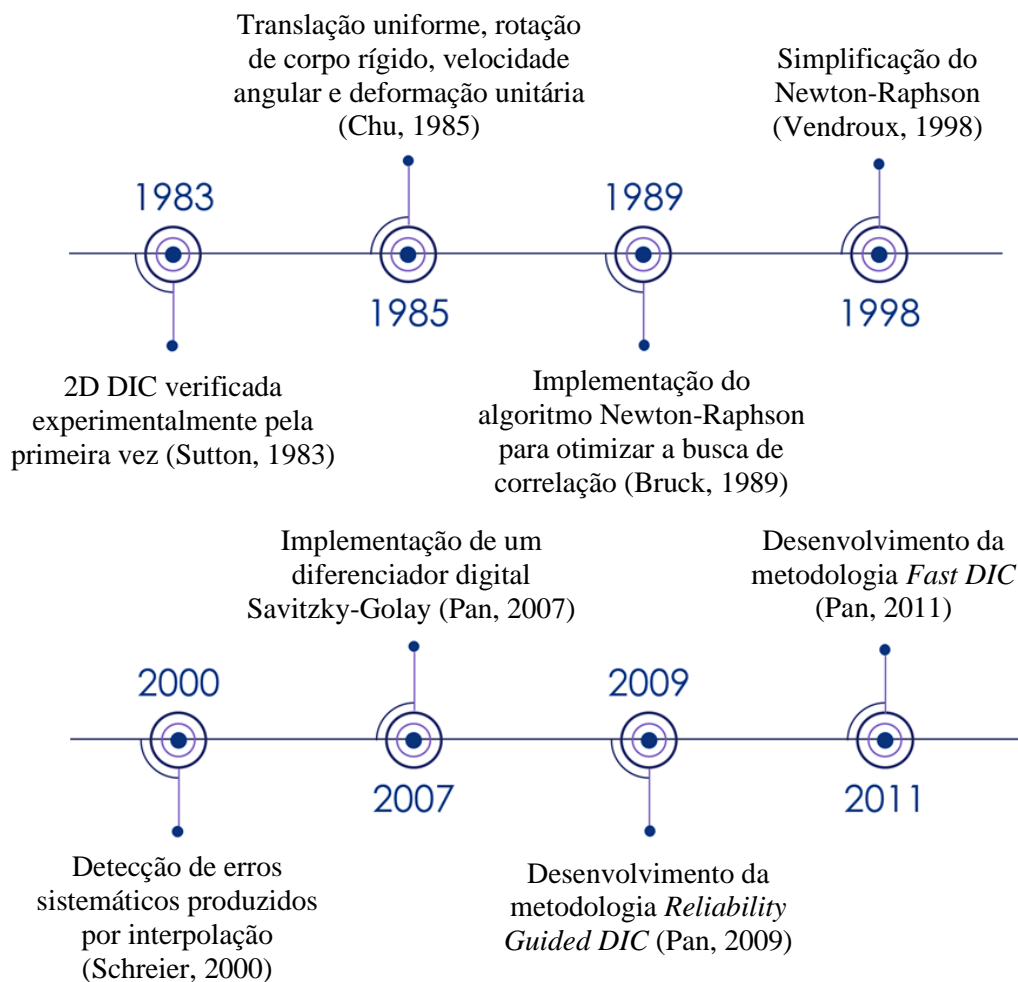 Translação uniforme, rotação
de corpo rígido, velocidade
angular e deformação unitária
(Chu, 1985)
Simplificação do
Newton-Raphson
(Vendroux, 1998)
1983
1989
1985
1998
2D DIC verificada
experimentalmente pela
primeira vez (Sutton, 1983)
Implementação do
algoritmo Newton-Raphson
para otimizar a busca de
correlação (Bruck, 1989)
Implementação de um
diferenciador digital
Savitzky-Golay (Pan, 2007)
Desenvolvimento da
metodologia Fast DIC
(Pan, 2011)
2000
2009
2007
2011
Detecção de erros
sistemáticos produzidos
por interpolação
(Schreier, 2000)
Desenvolvimento da
metodologia Reliability
Guided DIC (Pan, 2009)